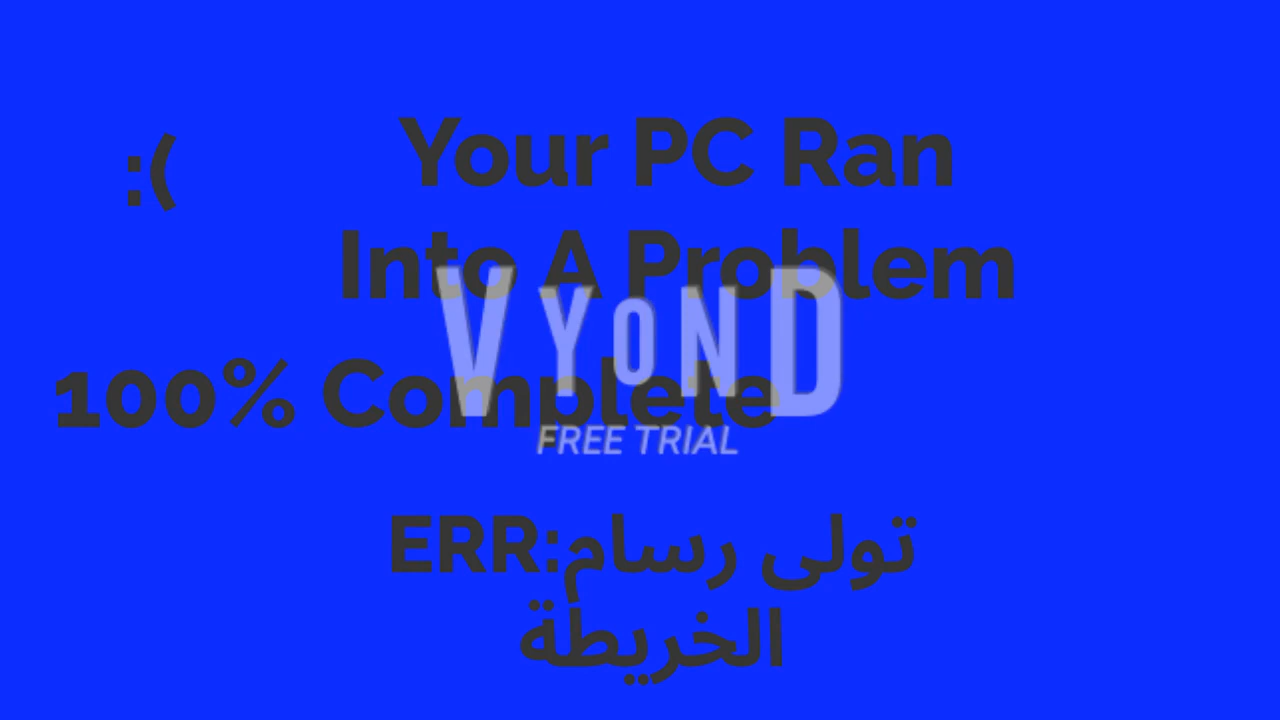 :(
Your PC Ran
Into A Problem
VYOND
FREE TRIAL
100% Complete
ERR:تولى رسام
الخريطة